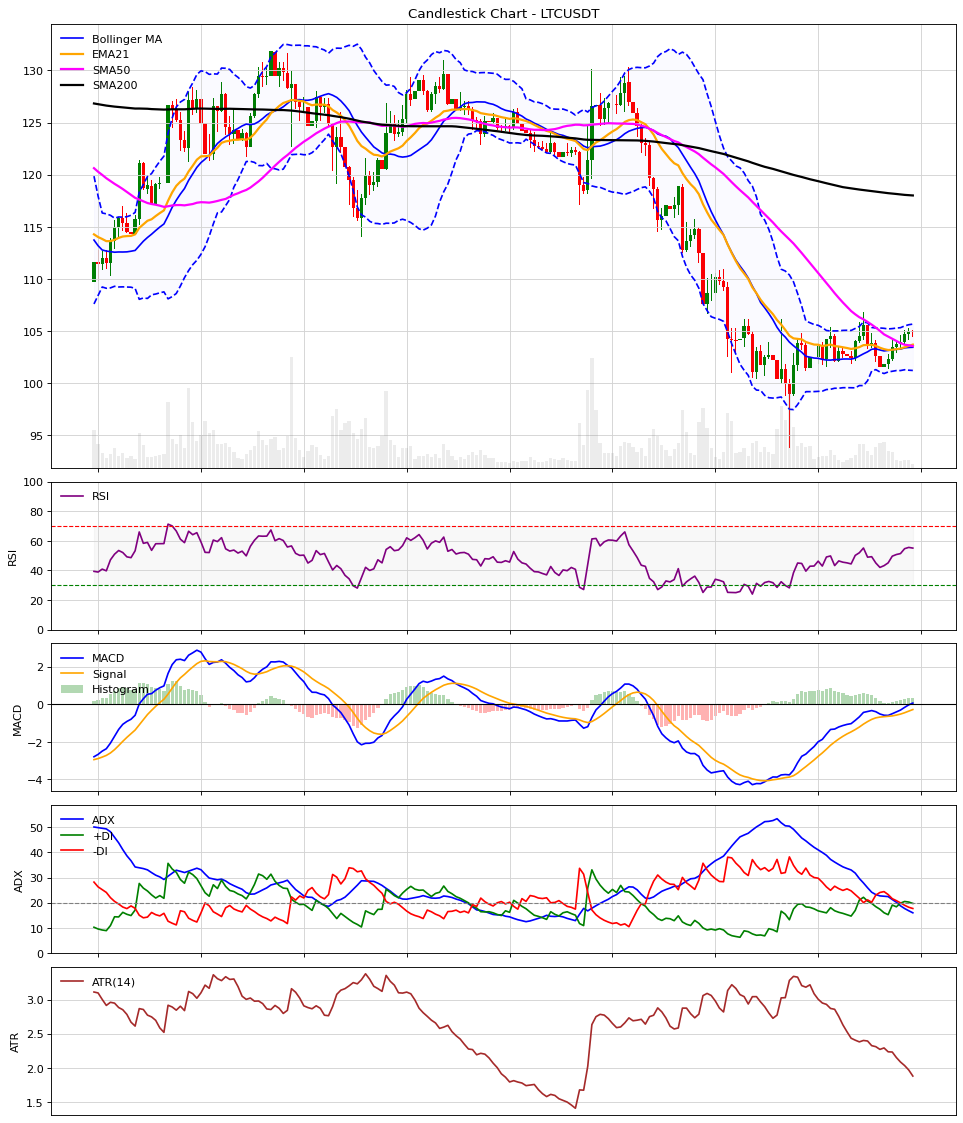 Candlestick Chart - LTCUSDT
Bollinger MA
EMA21
SMA50
SMA200
130
125
120
115
110
105
100
95
100
80
60
40
20
0
RSI
RSI
2
0
−2
−4
MACD
MACD
Signal
Histogram
50
40
30
20
10
0
ADX
ADX
+DI
-DI
3.0
2.5
2.0
1.5
ATR
ATR(14)